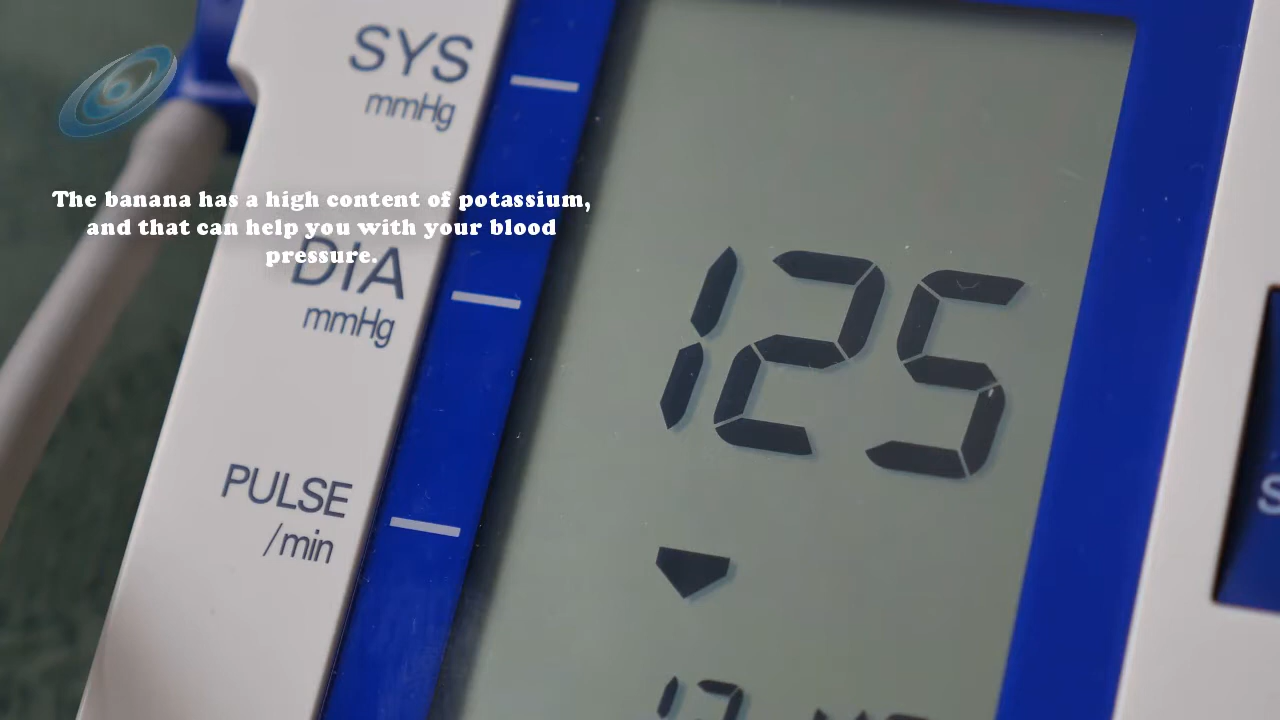 SYS
mmHg
The banana has a high content of potassium,
and that can help you with your blood
pressure.
DIA
mmHg
125
PULSE
/min